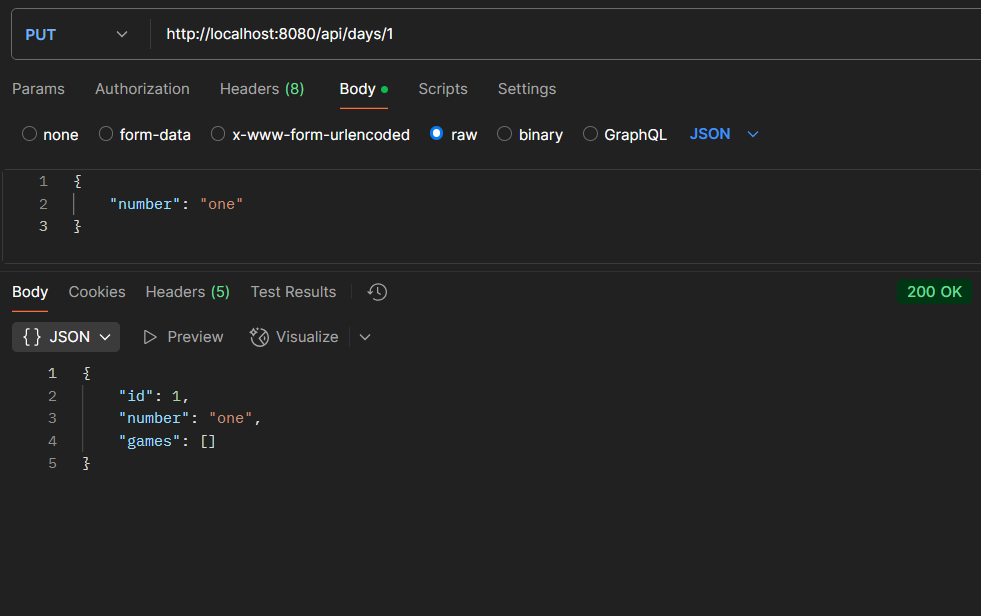 PUT http://localhost:8080/api/days/1
Params Authorization Headers (8) Body Scripts Settings
none form-data x-www-form-urlencoded raw binary GraphQL JSON
1 {
2 "number": "one"
3 }
Body Cookies Headers (5) Test Results 200 OK
{} JSON Preview Visualize
1 {
2 "id": 1,
3 "number": "one",
4 "games": []
5 }